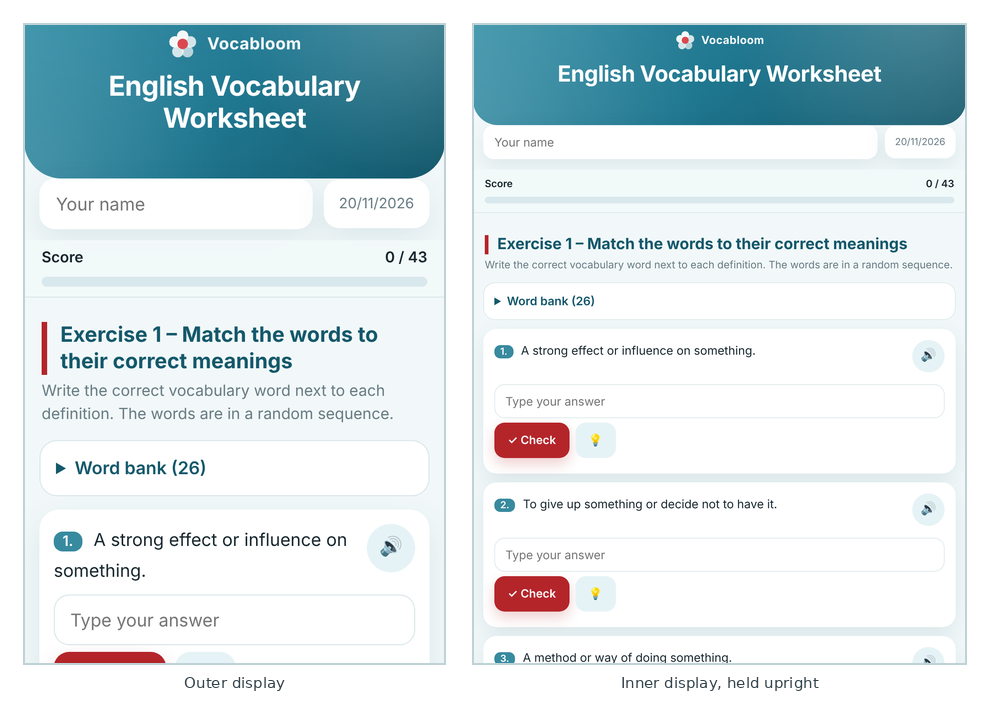 Vocabloom
English Vocabulary
Worksheet
Your name
20/11/2026
Score
0 / 43
Exercise 1 – Match the words to
their correct meanings
Write the correct vocabulary word next to each
definition. The words are in a random sequence.
Word bank (26)
1. A strong effect or influence on
something.
Type your answer
Outer display
Vocabloom
English Vocabulary Worksheet
Your name
20/11/2026
Score
0 / 43
Exercise 1 – Match the words to their correct meanings
Write the correct vocabulary word next to each definition. The words are in a random sequence.
Word bank (26)
1. A strong effect or influence on something.
Type your answer
✓ Check
2. To give up something or decide not to have it.
Type your answer
✓ Check
3. A method or way of doing something.
Inner display, held upright